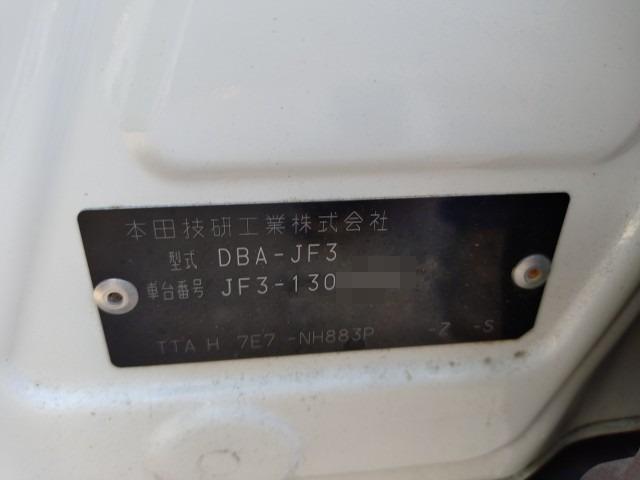 本田技研工業株式会社
型式 DBA-JF3
車台番号 JF3-130
TTA H 7E7 -NH883P -Z -S